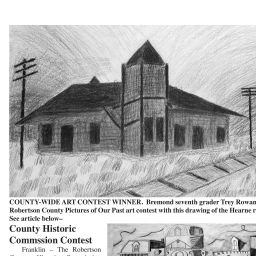 COUNTY-WIDE ART CONTEST WINNER. Bremond seventh grader Trey Rowan
Robertson County Pictures of Our Past art contest with this drawing of the Hearne r
See article below–
County Historic
Commssion Contest
Franklin – The Robertson